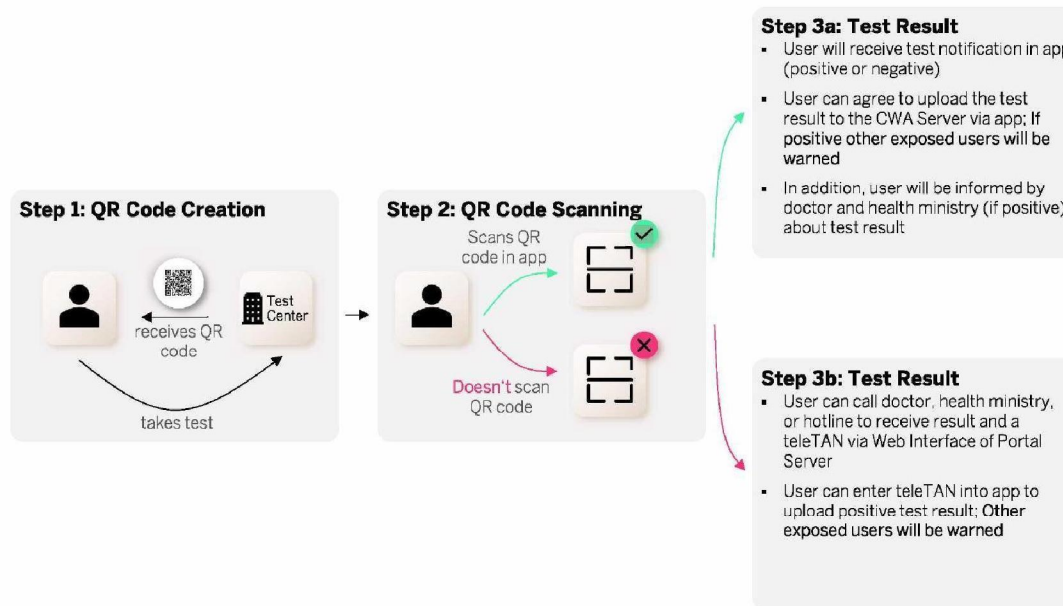 Step 1: QR Code Creation
Test
Center
receives QR
code
takes test
Step 2: QR Code Scanning
Scans QR
code in app
Doesn't scan
QR code
Step 3a: Test Result
▪ User will receive test notification in app
(positive or negative)
▪ User can agree to upload the test
result to the CWA Server via app; If
positive other exposed users will be
warned
▪ In addition, user will be informed by
doctor and health ministry (if positive)
about test result
Step 3b: Test Result
▪ User can call doctor, health ministry,
or hotline to receive result and a
teleTAN via Web Interface of Portal
Server
▪ User can enter teleTAN into app to
upload positive test result; Other
exposed users will be warned